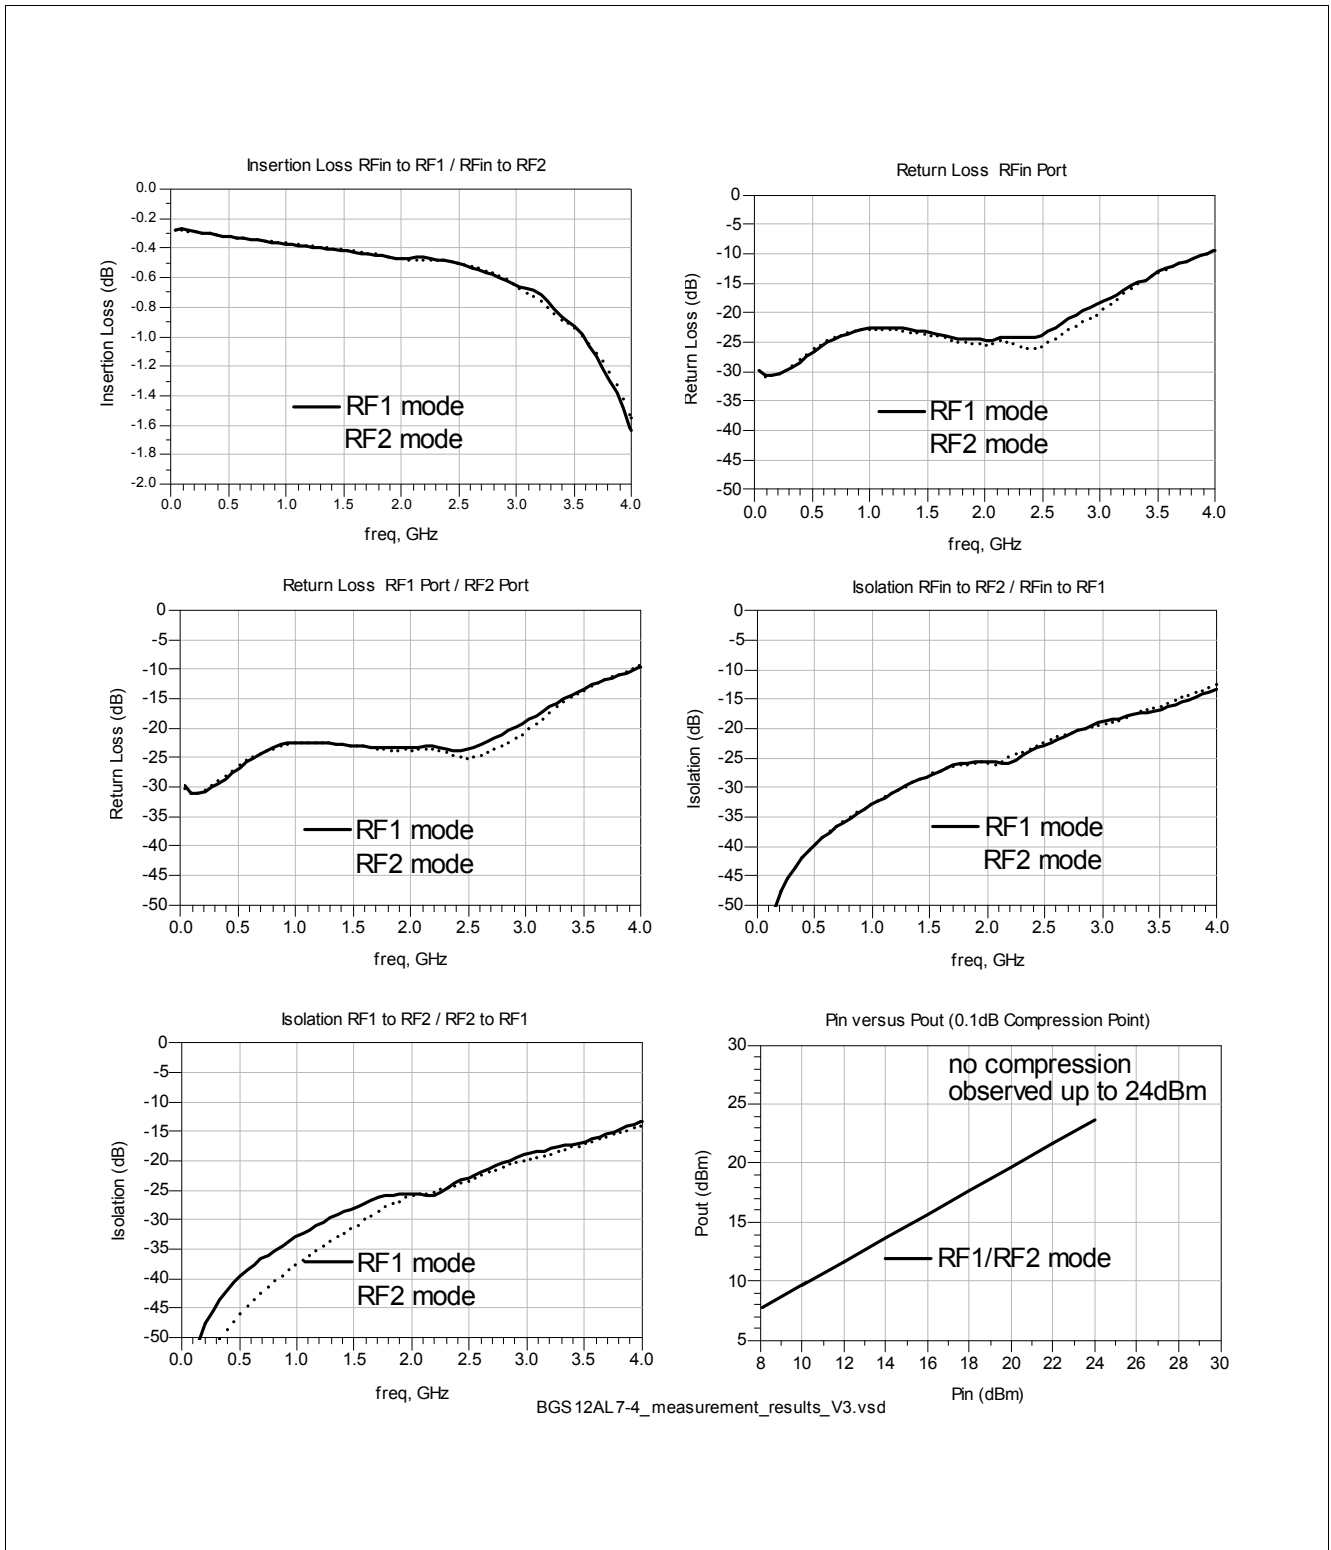 Insertion Loss RFin to RF1 / RFin to RF2
0.0
-0.2
-0.4
-0.6
-0.8
-1.0
-1.2
-1.4
-1.6
-1.8
-2.0
Insertion Loss (dB)
RF1 mode
RF2 mode
0.0 0.5 1.0 1.5 2.0 2.5 3.0 3.5 4.0
freq, GHz
Return Loss RFin Port
0
-5
-10
-15
-20
-25
-30
-35
-40
-45
-50
Return Loss (dB)
RF1 mode
RF2 mode
0.0 0.5 1.0 1.5 2.0 2.5 3.0 3.5 4.0
freq, GHz
Return Loss RF1 Port / RF2 Port
0
-5
-10
-15
-20
-25
-30
-35
-40
-45
-50
Return Loss (dB)
RF1 mode
RF2 mode
0.0 0.5 1.0 1.5 2.0 2.5 3.0 3.5 4.0
freq, GHz
Isolation RFin to RF2 / RFin to RF1
0
-5
-10
-15
-20
-25
-30
-35
-40
-45
-50
Isolation (dB)
RF1 mode
RF2 mode
0.0 0.5 1.0 1.5 2.0 2.5 3.0 3.5 4.0
freq, GHz
Isolation RF1 to RF2 / RF2 to RF1
0
-5
-10
-15
-20
-25
-30
-35
-40
-45
-50
Isolation (dB)
RF1 mode
RF2 mode
0.0 0.5 1.0 1.5 2.0 2.5 3.0 3.5 4.0
freq, GHz
Pin versus Pout (0.1dB Compression Point)
30
25
20
15
10
5
Pout (dBm)
no compression
observed up to 24dBm
RF1/RF2 mode
8 10 12 14 16 18 20 22 24 26 28 30
Pin (dBm)
BGS12AL7-4_measurement_results_V3.vsd